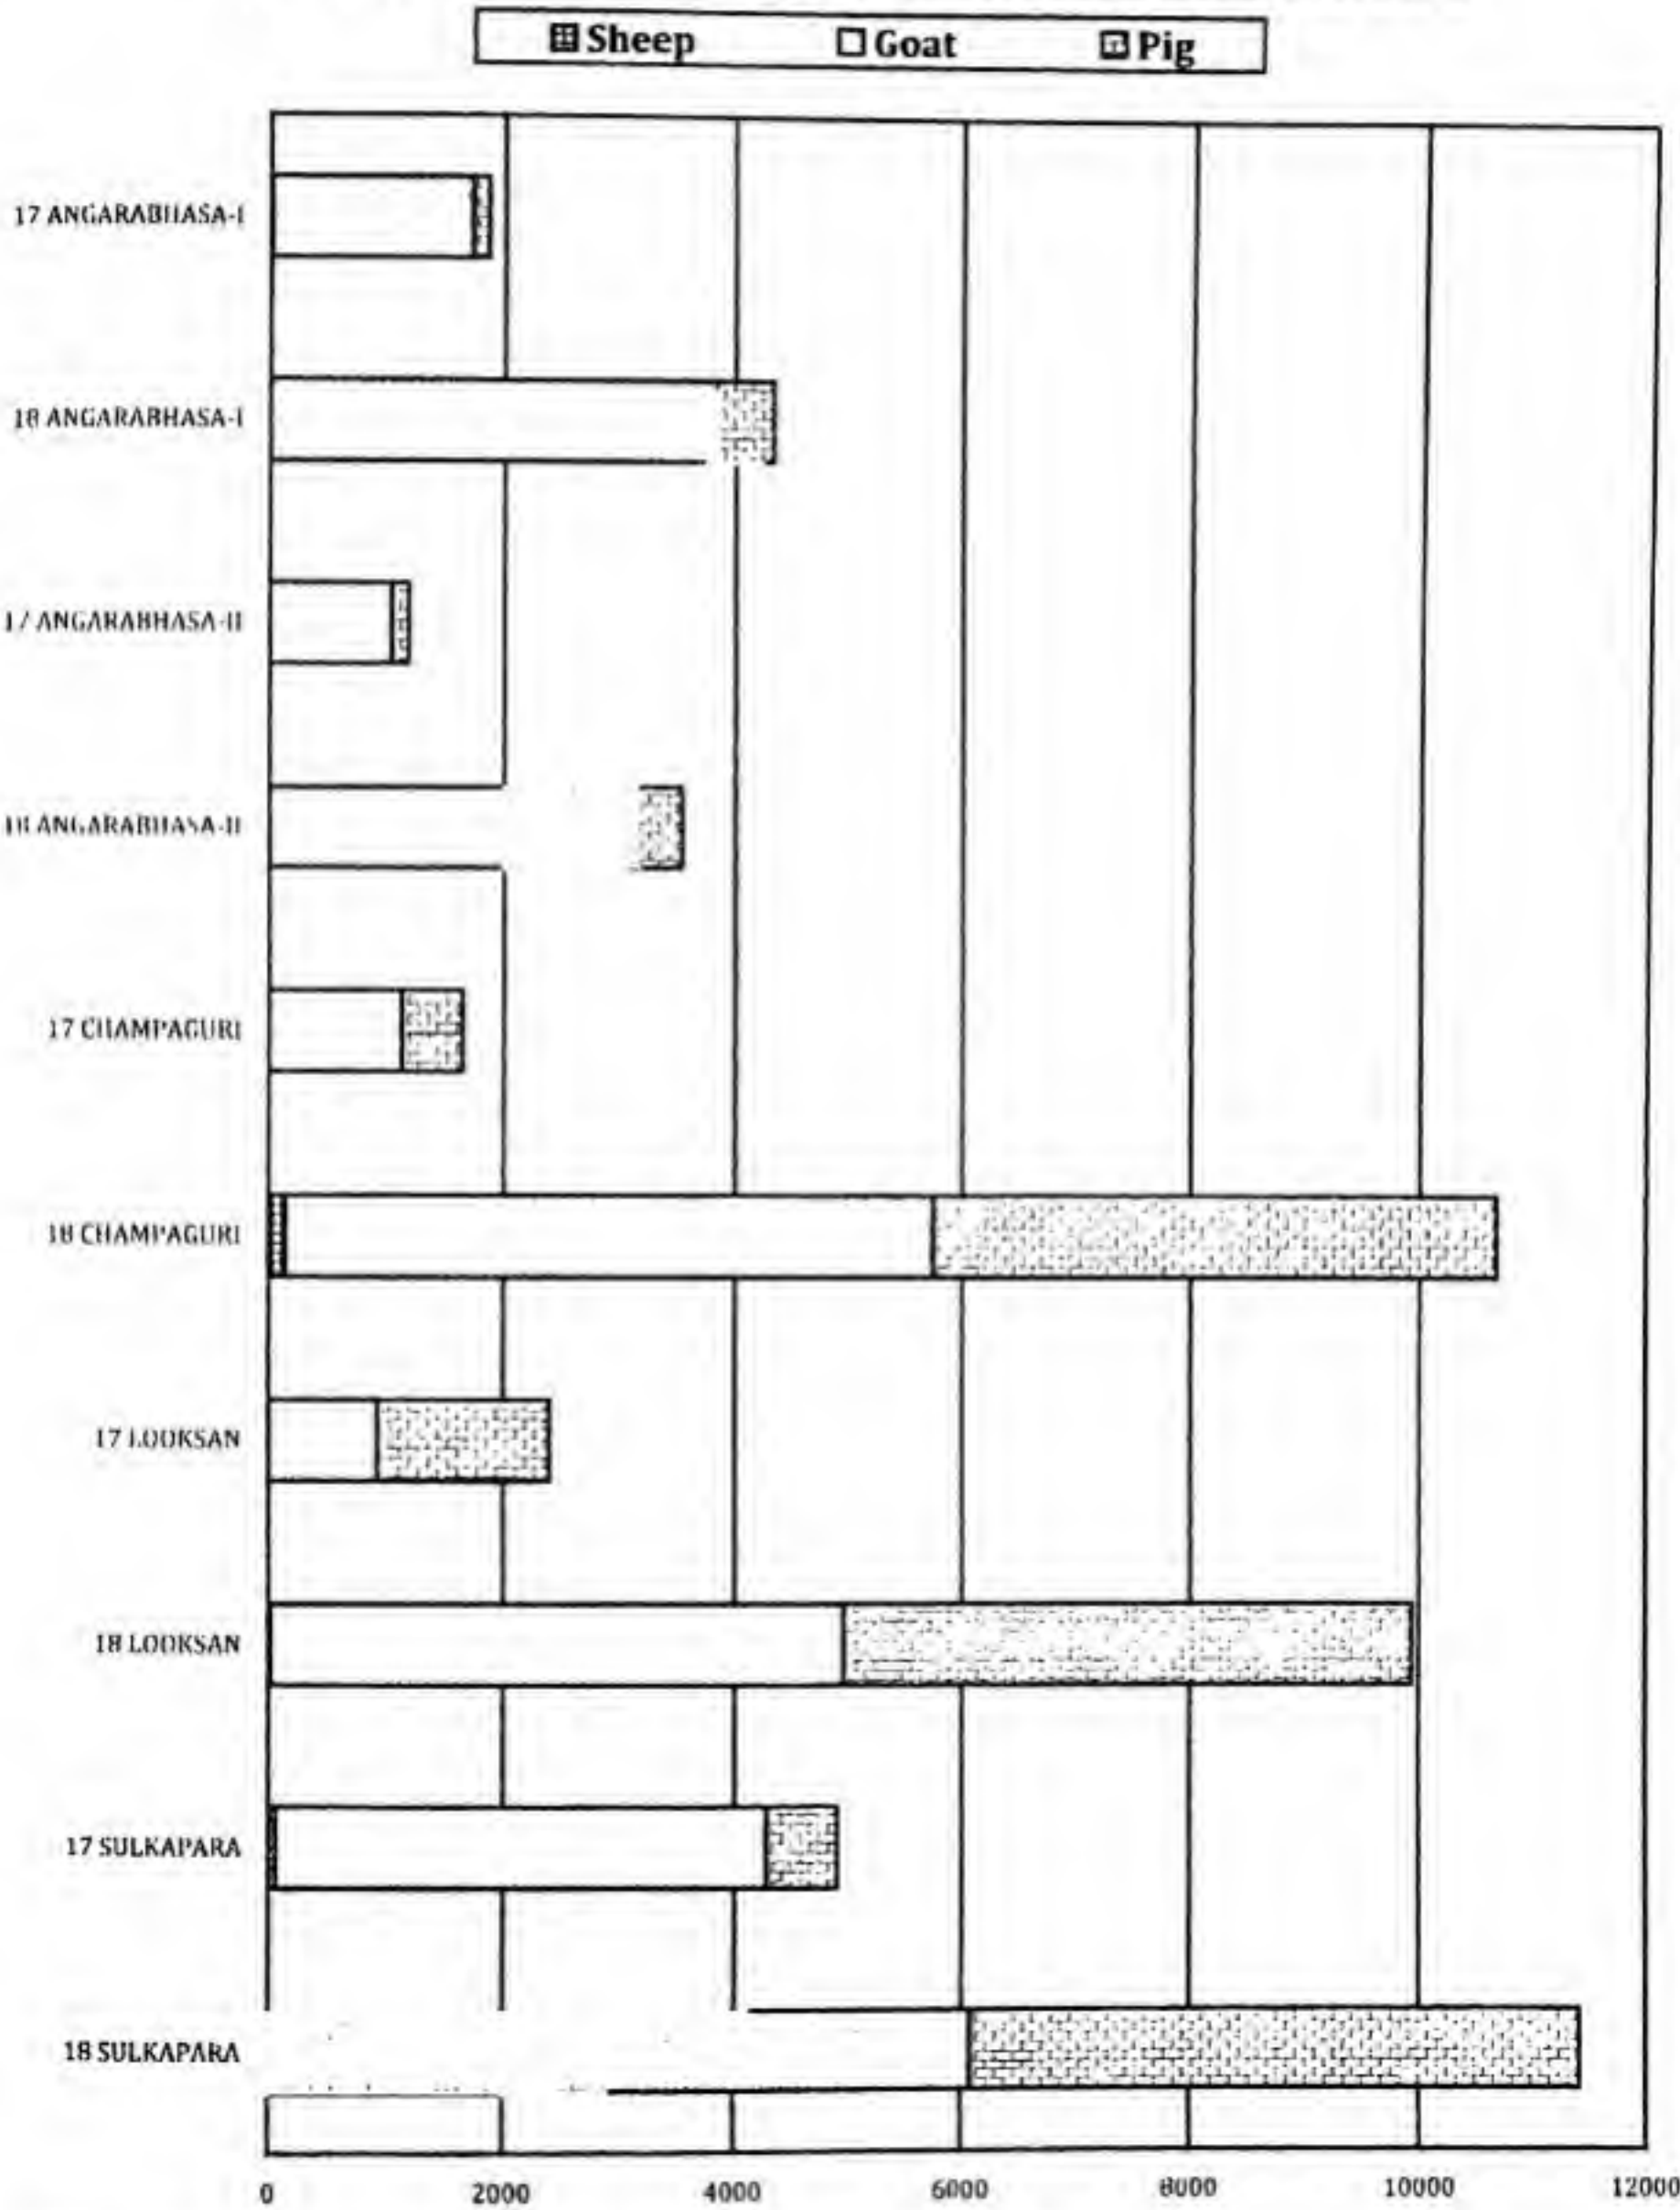 Sheep Goat Pig
17 ANGARABHASA-I
18 ANGARABHASA-I
17 ANGARABHASA-II
18 ANGARABHASA-II
17 CHAMPAGURI
18 CHAMPAGURI
17 LOOKSAN
18 LOOKSAN
17 SULKAPARA
18 SULKAPARA
0 2000 4000 6000 8000 10000 12000